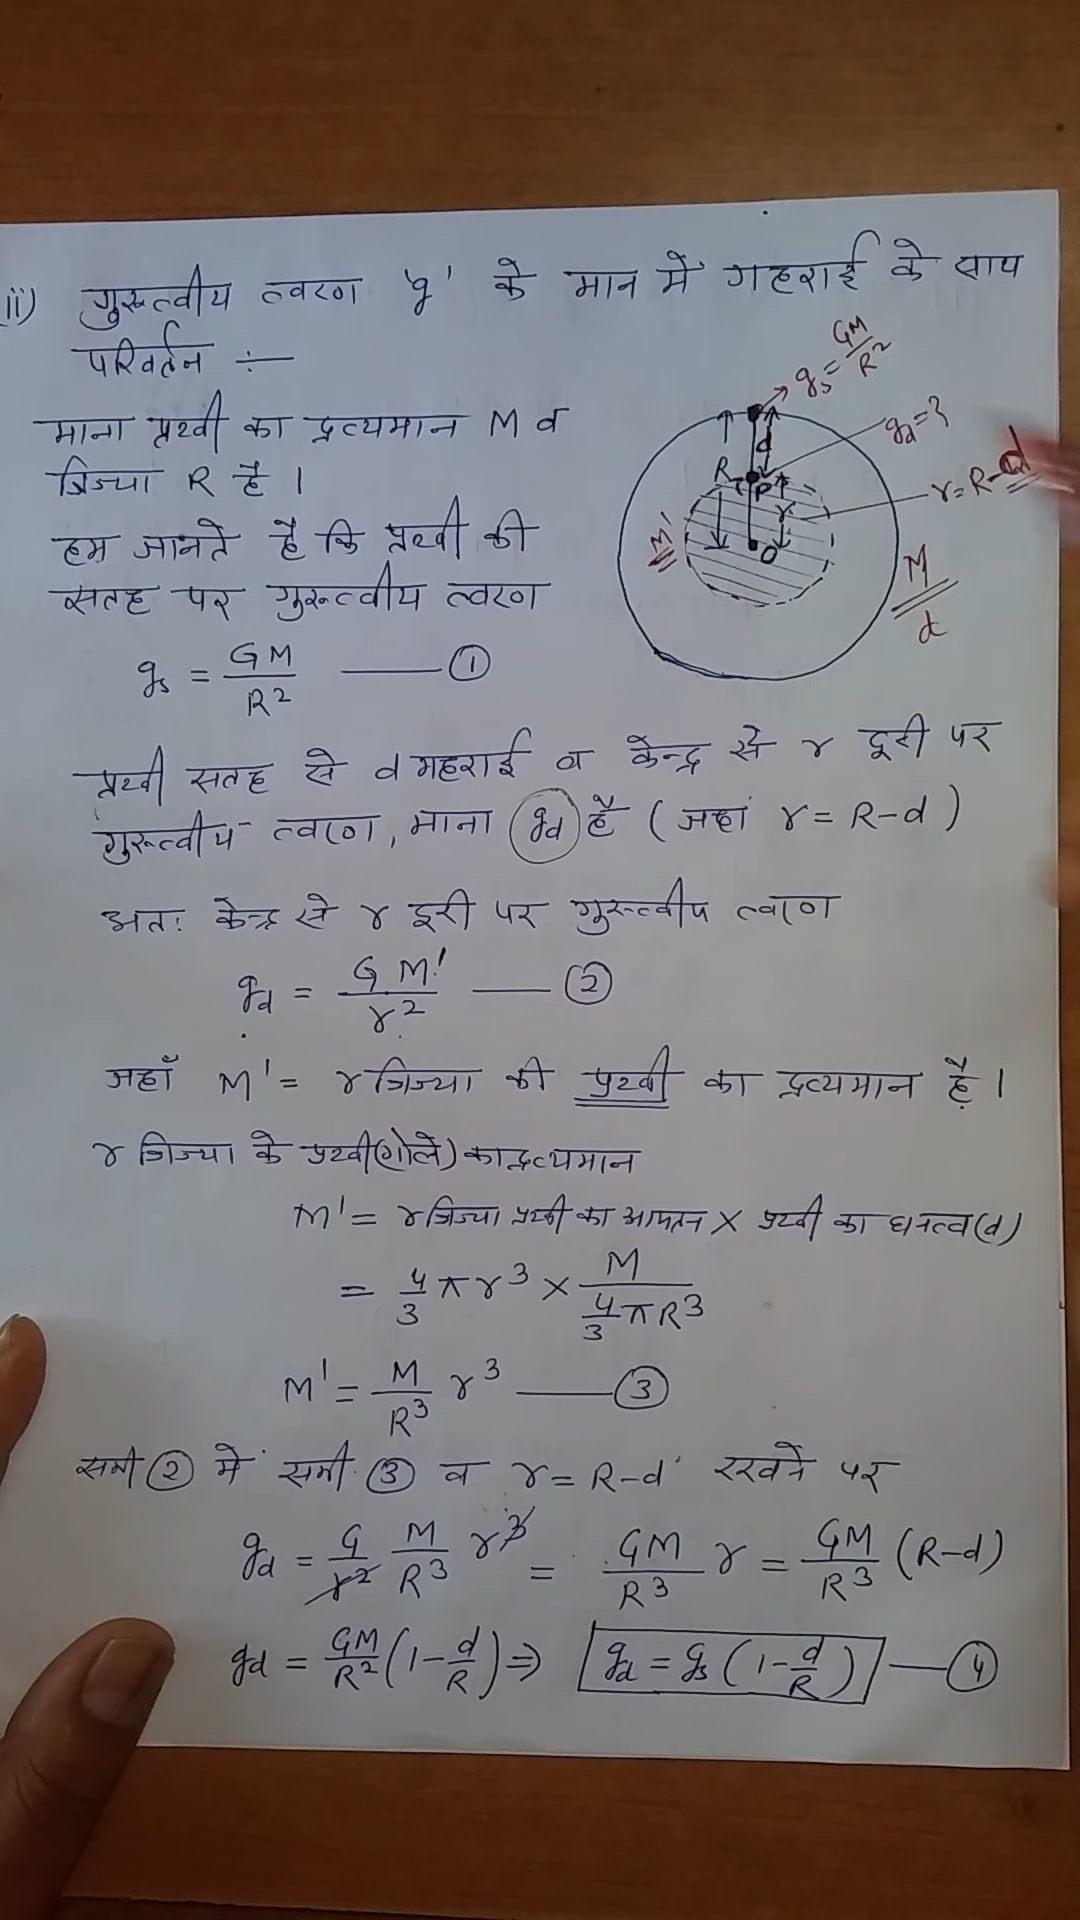 (ii) गुरुत्वीय त्वरण 'g' के मान में गहराई के साथ
परिवर्तन :—
माना पृथ्वी का द्रव्यमान M व
त्रिज्या R है ।
हम जानते है कि पृथ्वी की
सतह पर गुरुत्वीय त्वरण
gs = GM/R² —— ①
gs = GM/R²
gd = ?
d
R
P
r
r = R-d
O
M'
M/d
पृथ्वी सतह से d गहराई व केन्द्र से r दूरी पर
गुरुत्वीय त्वरण, माना gd है ( जहां r = R-d )
अतः केन्द्र से r दूरी पर गुरुत्वीय त्वरण
gd = GM'/r² —— ②
जहाँ M' = r त्रिज्या की पृथ्वी का द्रव्यमान है ।
r त्रिज्या के पृथ्वी(गोले) का द्रव्यमान
M' = r त्रिज्या पृथ्वी का आयतन × पृथ्वी का घनत्व(d)
= 4/3 πr³ × M/(4/3 πR³)
M' = M/R³ r³ —— ③
समी ② में समी. ③ व r = R-d रखने पर
gd = G/r² M/R³ r³ = GM/R³ r = GM/R³ (R-d)
gd = GM/R² (1-d/R) ⇒ gd = gs (1-d/R) —— ④